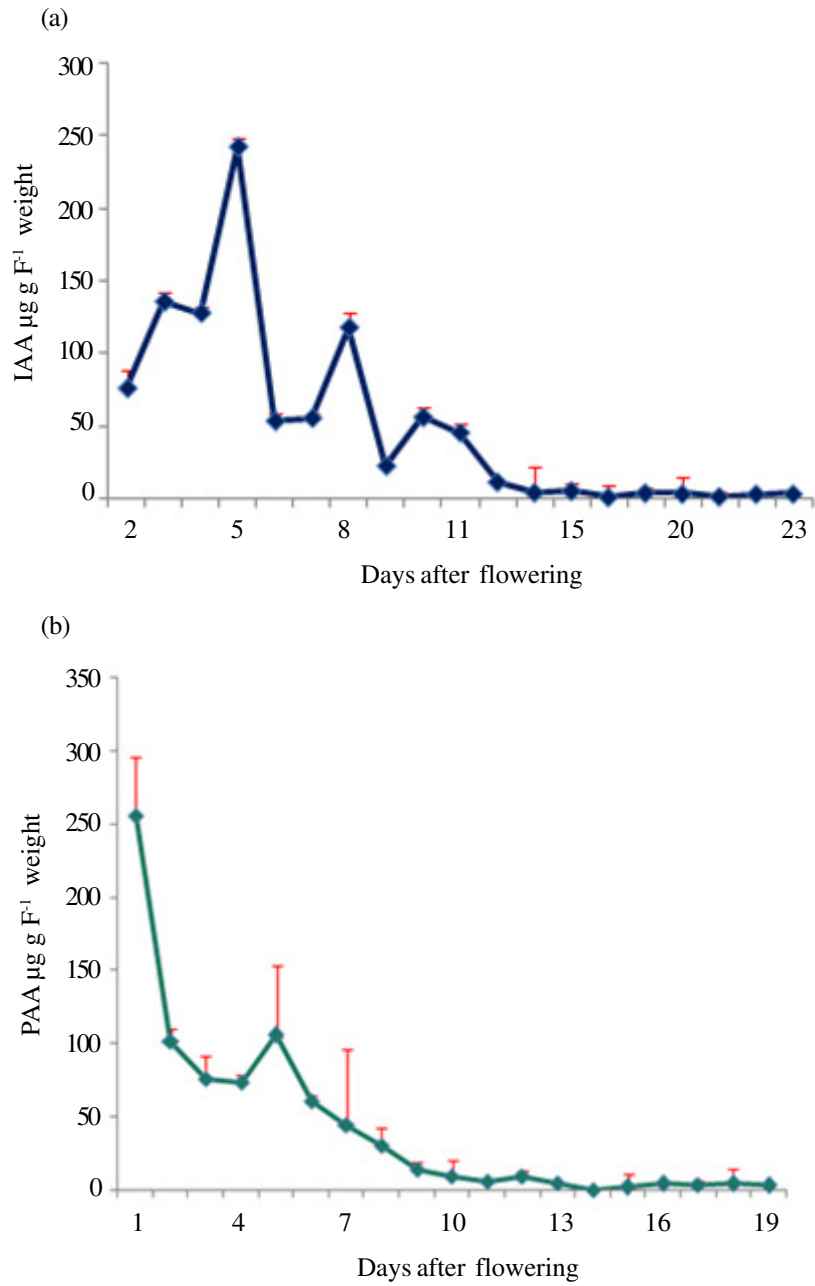 (a)
300
250
200
150
100
50
0
IAA µg g F-1 weight
2 5 8 11 15 20 23
Days after flowering
(b)
350
300
250
200
150
100
50
0
PAA µg g F-1 weight
1 4 7 10 13 16 19
Days after flowering